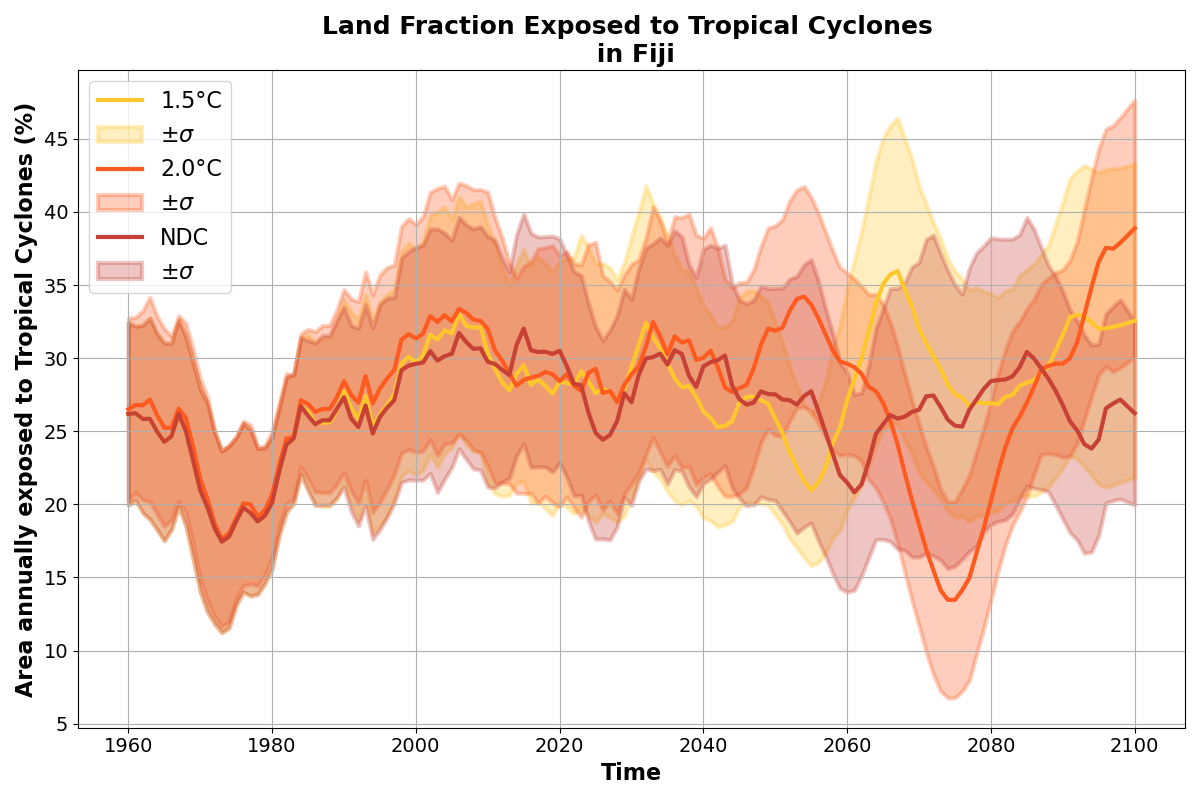 Land Fraction Exposed to Tropical Cyclones
in Fiji
Area annually exposed to Tropical Cyclones (%)
1.5°C
±σ
2.0°C
±σ
NDC
±σ
45
40
35
30
25
20
15
10
5
1960
1980
2000
2020
2040
2060
2080
2100
Time